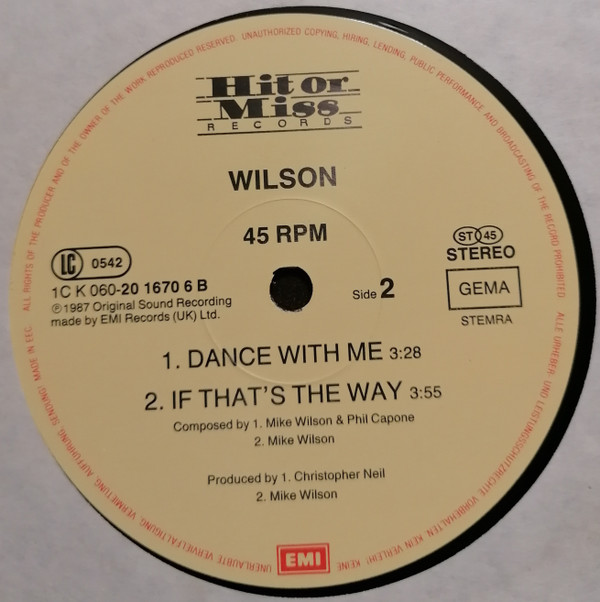 ALL RIGHTS OF THE PRODUCER AND OF THE OWNER OF THE WORK REPRODUCED RESERVED. UNAUTHORIZED COPYING, HIRING, LENDING, PUBLIC PERFORMANCE AND BROADCASTING OF THE RECORD PROHIBITED
Hit or
Miss
RECORDS
WILSON
45 RPM
LC 0542
1C K 060-20 1670 6 B
℗1987 Original Sound Recording
made by EMI Records (UK) Ltd.
Side 2
ST 45
STEREO
GEMA
STEMRA
1. DANCE WITH ME 3:28
2. IF THAT'S THE WAY 3:55
Composed by 1. Mike Wilson & Phil Capone
2. Mike Wilson
Produced by 1. Christopher Neil
2. Mike Wilson
EMI
ALLE URHEBER- UND LEISTUNGSSCHUTZRECHTE VORBEHALTEN KEIN VERLEIH! KEINE
UNERLAUBTE VERVIELFÄLTIGUNG, VERMIETUNG, AUFFÜHRUNG, SENDUNG! MADE IN EEC.